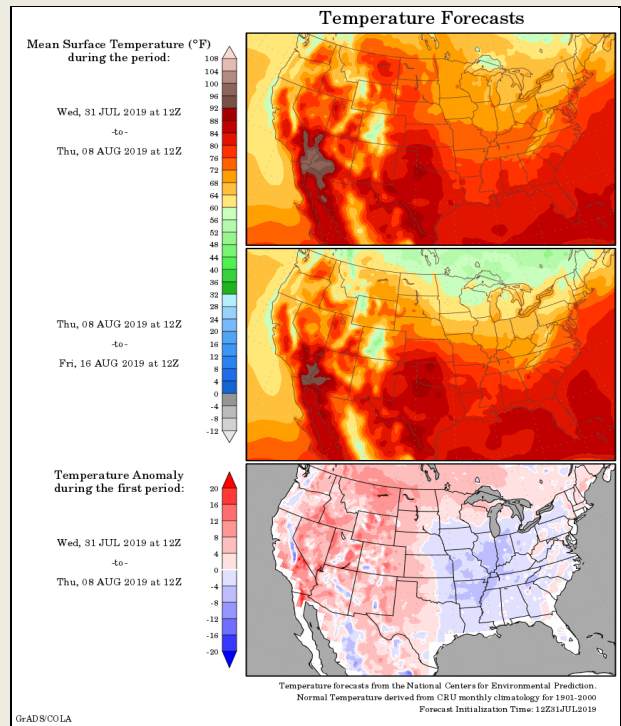 Temperature Forecasts
Mean Surface Temperature (°F)
during the period:
108
104
100
96
92
88
84
80
76
72
68
64
60
56
52
48
44
40
36
32
28
24
20
16
12
8
4
0
-4
-8
-12
Wed, 31 JUL 2019 at 12Z
-to-
Thu, 08 AUG 2019 at 12Z
Thu, 08 AUG 2019 at 12Z
-to-
Fri, 16 AUG 2019 at 12Z
Temperature Anomaly
during the first period:
20
16
12
8
4
0
-4
-8
-12
-16
-20
Wed, 31 JUL 2019 at 12Z
-to-
Thu, 08 AUG 2019 at 12Z
Temperature forecasts from the National Centers for Environmental Prediction.
Normal Temperature derived from CRU monthly climatology for 1901-2000
Forecast Initialization Time: 12Z31JUL2019
GrADS/COLA